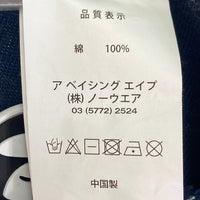 品質表示
綿 100%
ア ベイシング エイプ
(株) ノーウエア
03 (5772) 2524
中国製